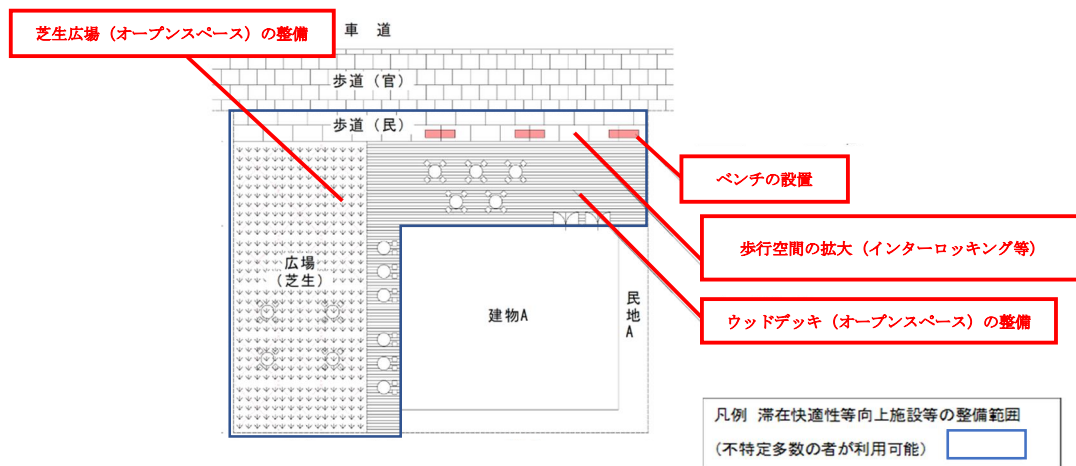 芝生広場（オープンスペース）の整備
車　道
歩道（官）
歩道（民）
ベンチの設置
歩行空間の拡大（インターロッキング等）
広場
（芝生）
建物A
民地A
ウッドデッキ（オープンスペース）の整備
凡例　滞在快適性等向上施設等の整備範囲
（不特定多数の者が利用可能）